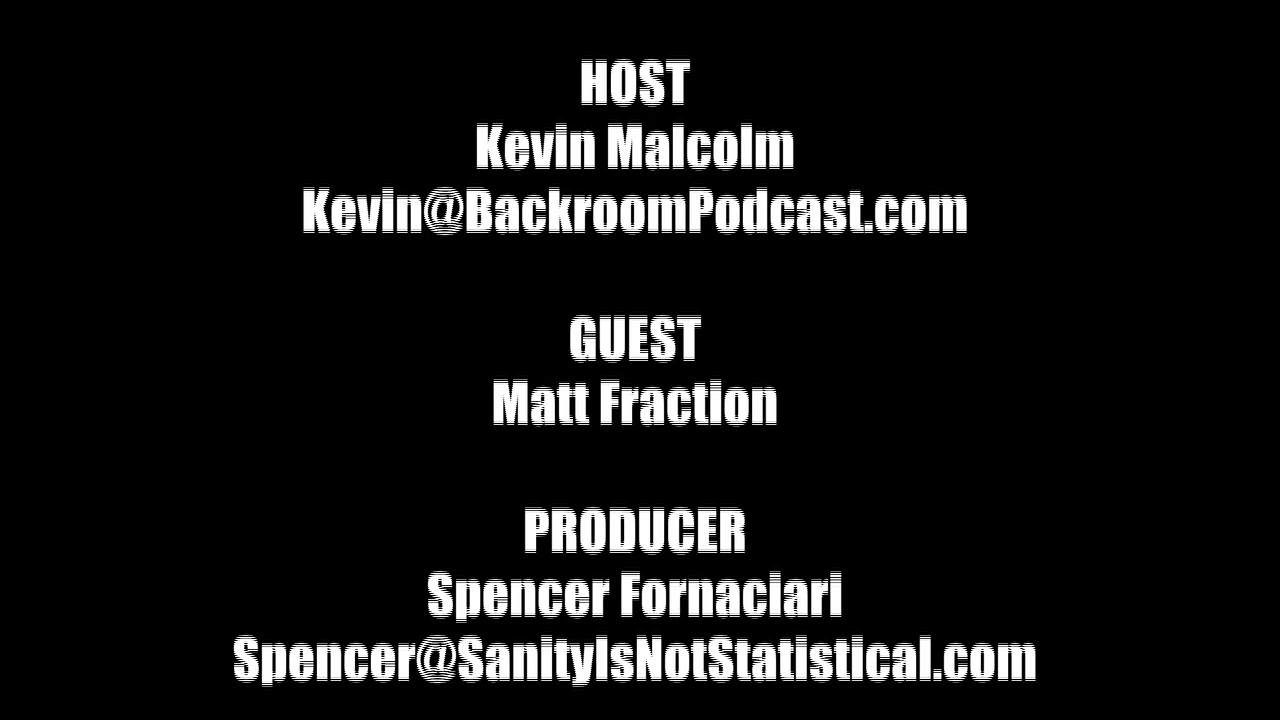 HOST
Kevin Malcolm
Kevin@BackroomPodcast.com
GUEST
Matt Fraction
PRODUCER
Spencer Fornaciari
Spencer@SanityIsNotStatistical.com